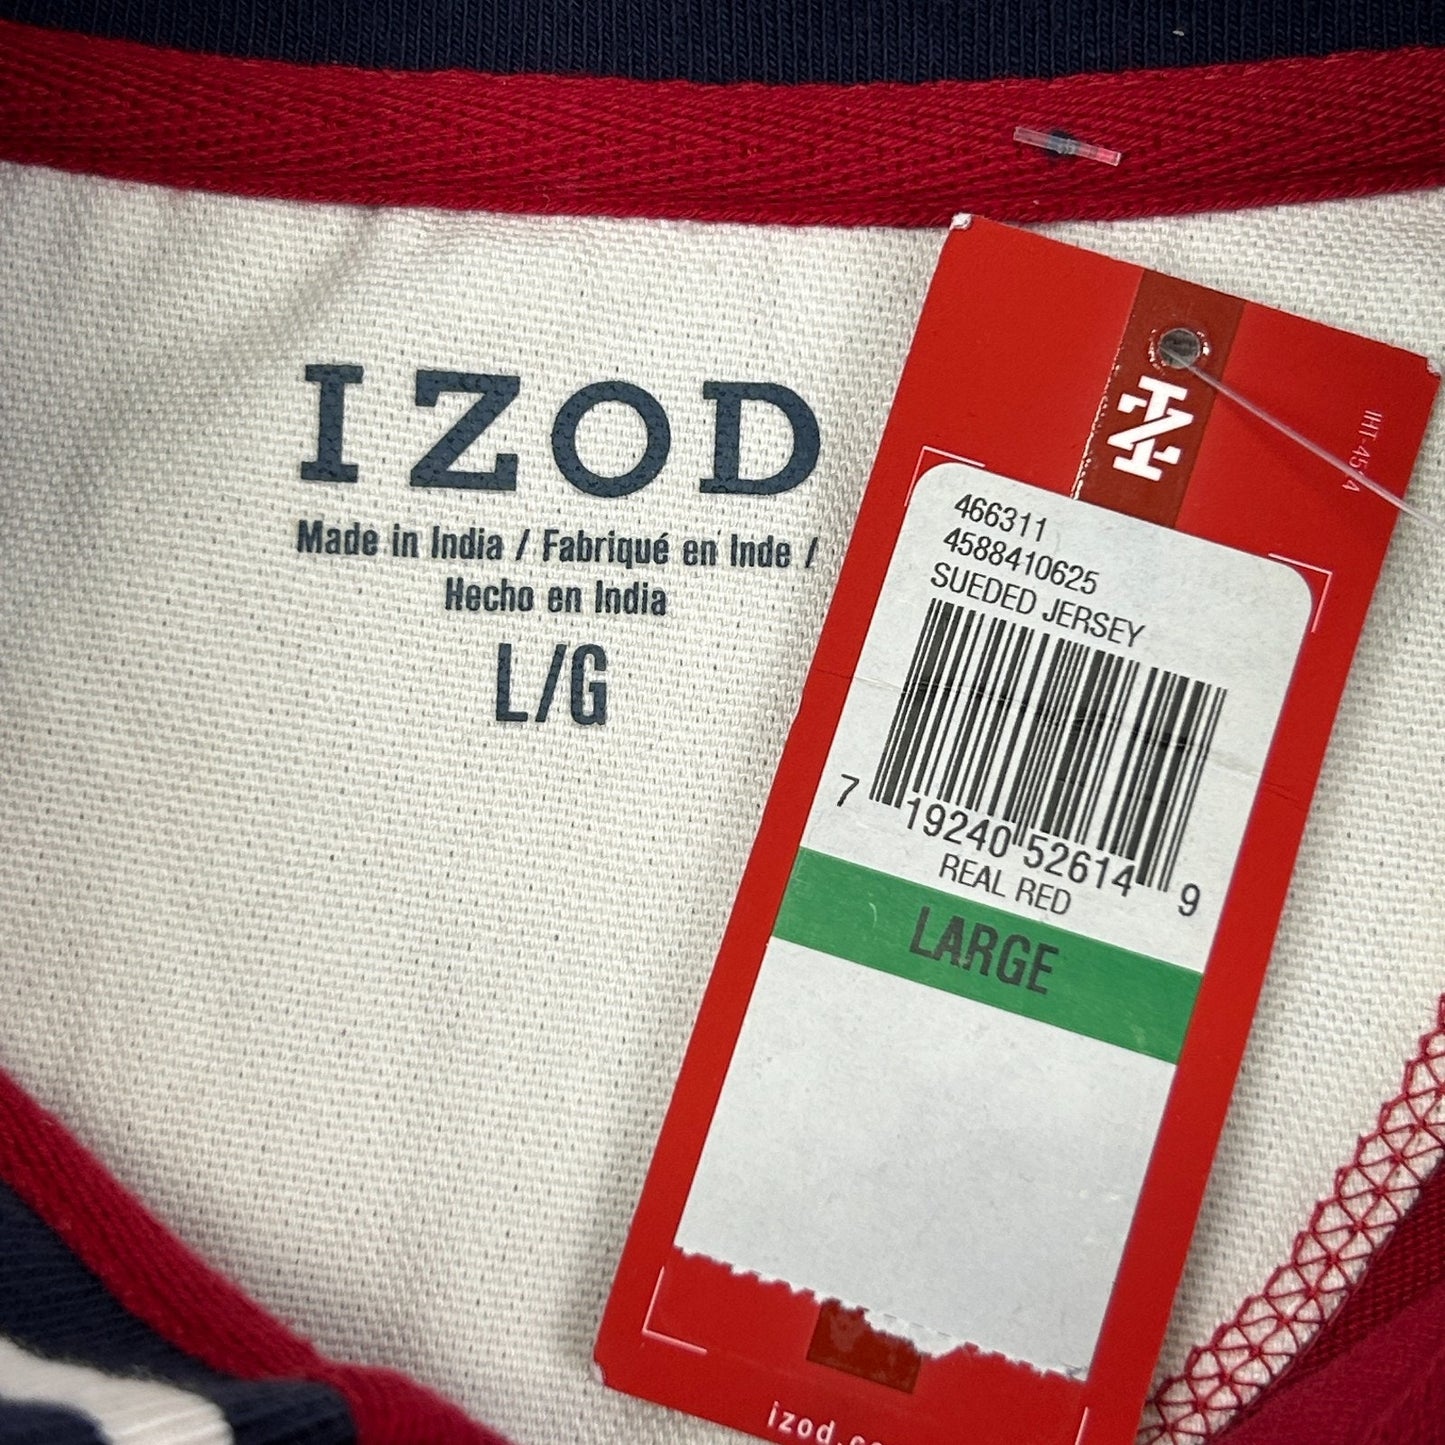 IZOD
Made in India / Fabriqué en Inde /
Hecho en India
L/G
466311
4588410625
SUEDED JERSEY
7 19240 52614 9
REAL RED
LARGE